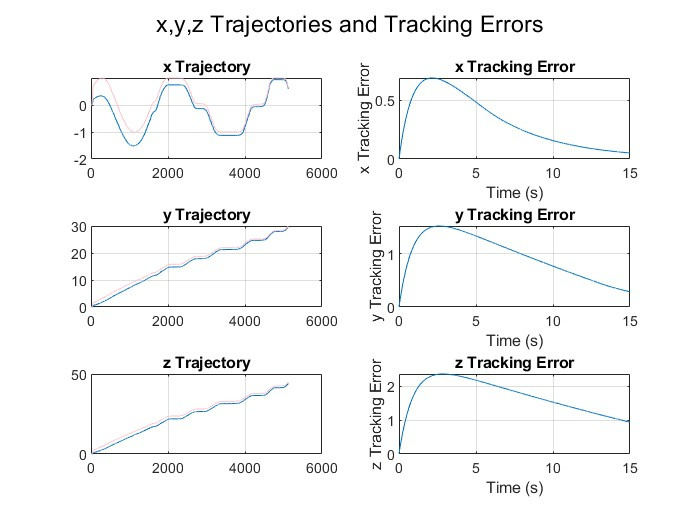 x,y,z Trajectories and Tracking Errors
x Trajectory
0
-1
-2
0 2000 4000 6000
x Tracking Error
x Tracking Error
0.5
0
0 5 10 15
Time (s)
y Trajectory
30
20
10
0
0 2000 4000 6000
y Tracking Error
y Tracking Error
1
0
0 5 10 15
Time (s)
z Trajectory
50
0
0 2000 4000 6000
z Tracking Error
z Tracking Error
2
1
0
0 5 10 15
Time (s)